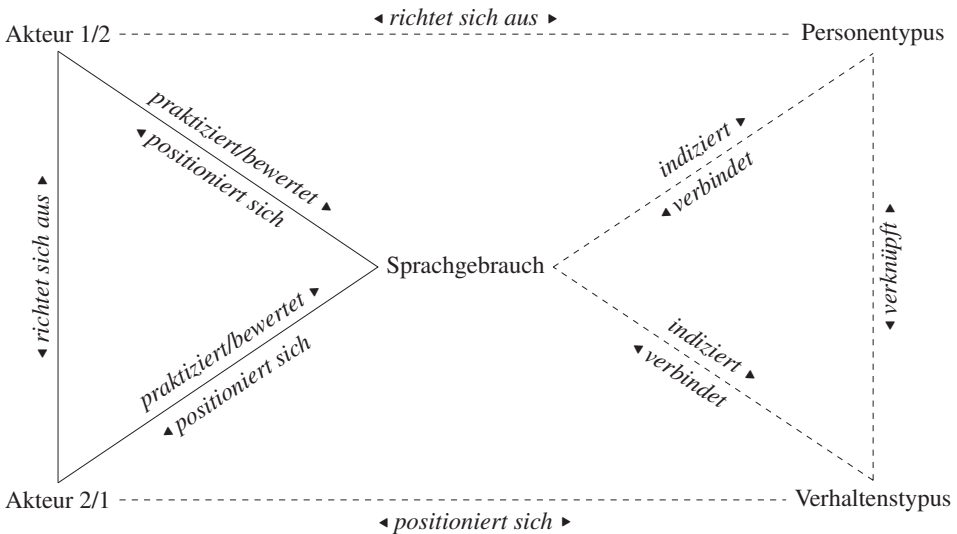 ◂ richtet sich aus ▸
Akteur 1/2
Personentypus
praktiziert/bewertet ▸
◂ positioniert sich
indiziert ▸
◂ verbindet
◂ richtet sich aus ▸
Sprachgebrauch
◂ verknüpft ▸
praktiziert/bewertet ▸
◂ positioniert sich
indiziert ▸
◂ verbindet
Akteur 2/1
Verhaltenstypus
◂ positioniert sich ▸